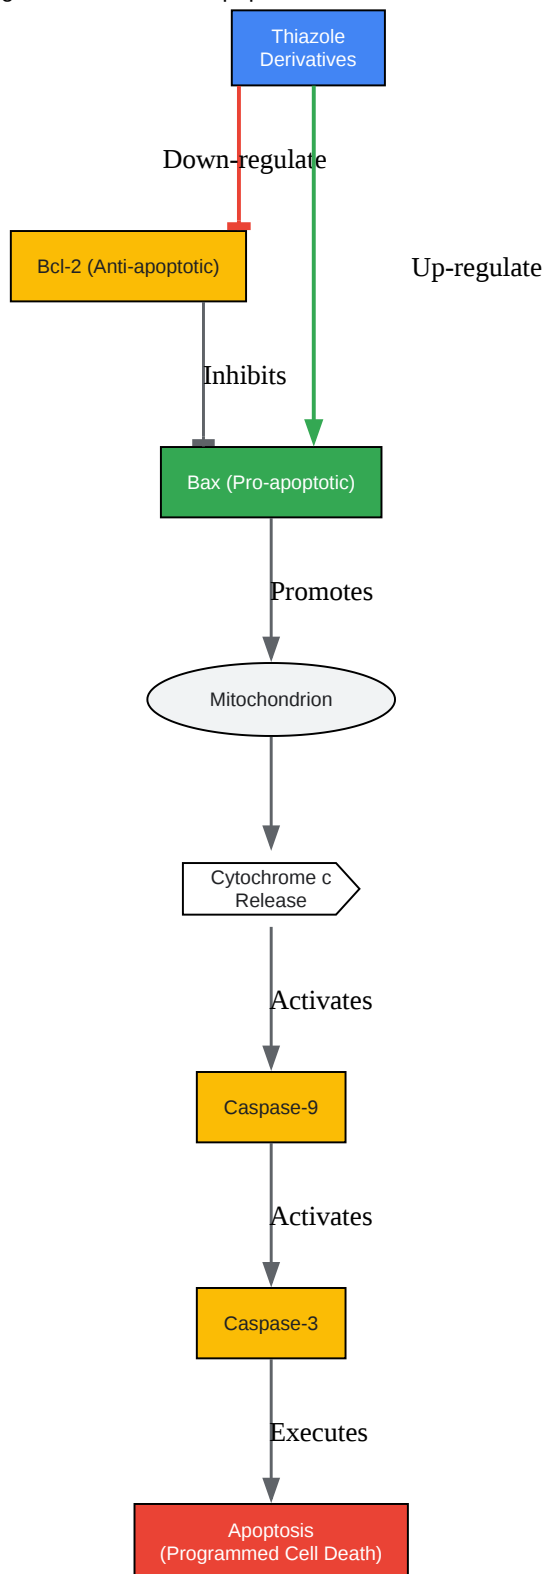 Thiazole
Derivatives
Down-regulate
Bcl-2 (Anti-apoptotic)
Up-regulate
Inhibits
Bax (Pro-apoptotic)
Promotes
Mitochondrion
Cytochrome c
Release
Activates
Caspase-9
Activates
Caspase-3
Executes
Apoptosis
(Programmed Cell Death)